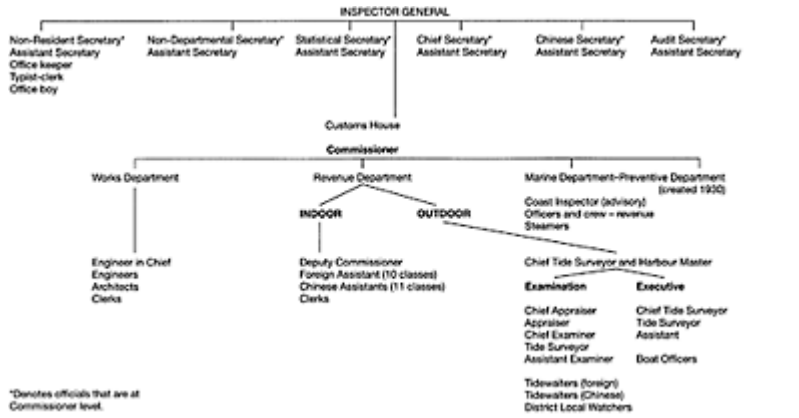 INSPECTOR GENERAL
Non-Resident Secretary*
Assistant Secretary
Office keeper
Typist-clerk
Office boy
Non-Departmental Secretary*
Assistant Secretary
Statistical Secretary*
Assistant Secretary
Chief Secretary*
Assistant Secretary
Chinese Secretary*
Assistant Secretary
Audit Secretary*
Assistant Secretary
Customs House
Commissioner
Works Department
Revenue Department
Marine Department-Preventive Department
(created 1930)
Coast Inspector (advisory)
Officers and crew – revenue
Steamers
INDOOR
OUTDOOR
Engineer in Chief
Engineers
Architects
Clerks
Deputy Commissioner
Foreign Assistant (10 classes)
Chinese Assistants (11 classes)
Clerks
Chief Tide Surveyor and Harbour Master
Examination
Chief Appraiser
Appraiser
Chief Examiner
Tide Surveyor
Assistant Examiner
Tidewaiters (foreign)
Tidewaiters (Chinese)
District Local Watchers
Executive
Chief Tide Surveyor
Tide Surveyor
Assistant
Boat Officers
*Denotes officials that are at
Commissioner level.